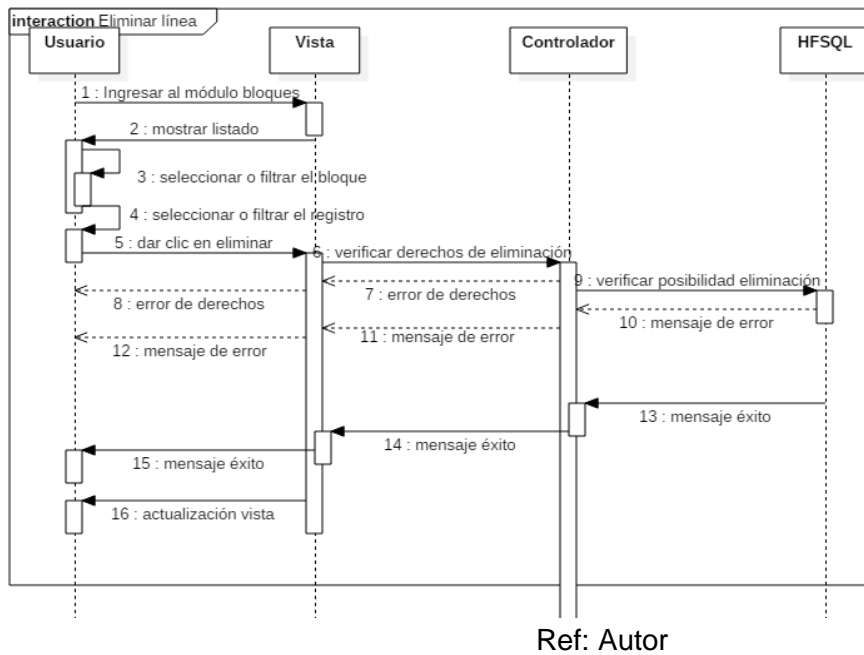 interaction Eliminar línea
Usuario
Vista
Controlador
HFSQL
1 : Ingresar al módulo bloques
2 : mostrar listado
3 : seleccionar o filtrar el bloque
4 : seleccionar o filtrar el registro
5 : dar clic en eliminar
6 : verificar derechos de eliminación
7 : error de derechos
8 : error de derechos
9 : verificar posibilidad eliminación
10 : mensaje de error
11 : mensaje de error
12 : mensaje de error
13 : mensaje éxito
14 : mensaje éxito
15 : mensaje éxito
16 : actualización vista
Ref: Autor